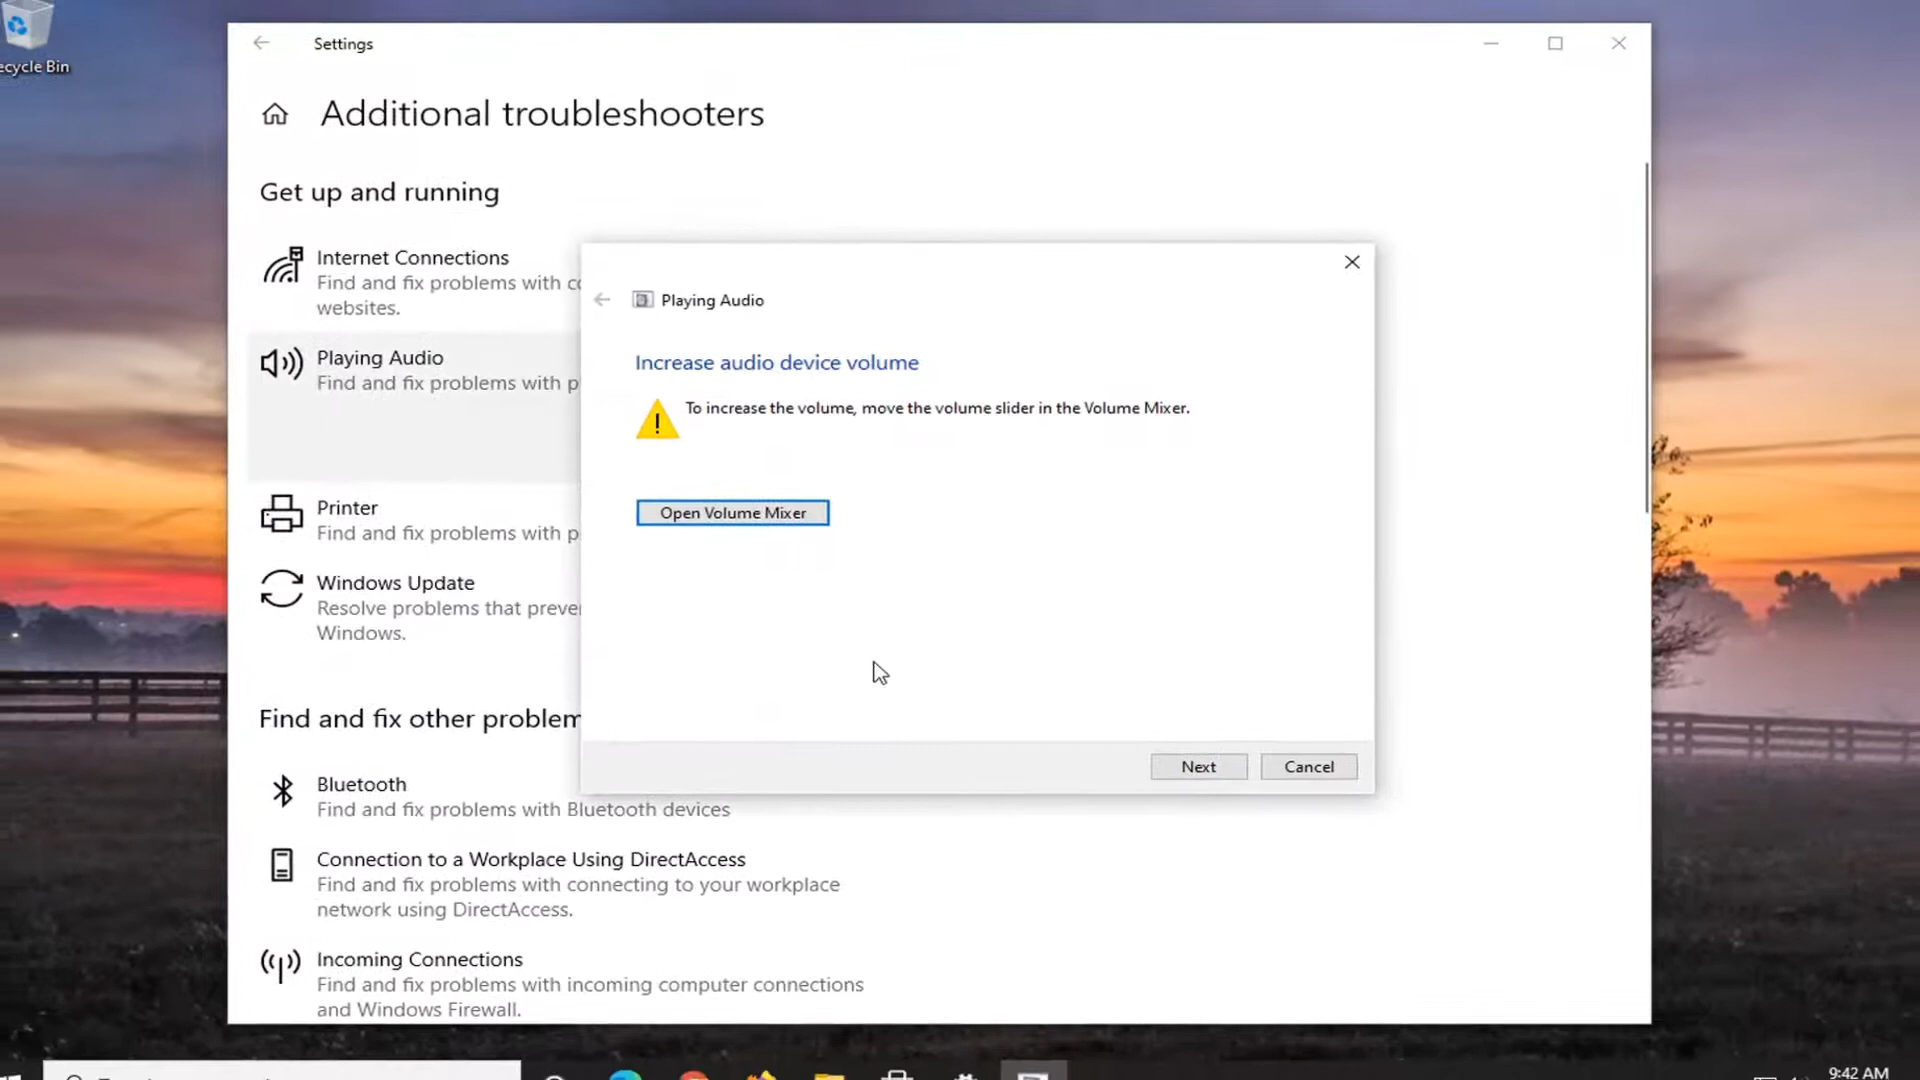 ecycle Bin
Settings
Additional troubleshooters
Get up and running
Internet Connections
Find and fix problems with c
websites.
Playing Audio
Find and fix problems with p
Printer
Find and fix problems with p
Windows Update
Resolve problems that preve
Windows.
Find and fix other problem
Bluetooth
Find and fix problems with Bluetooth devices
Connection to a Workplace Using DirectAccess
Find and fix problems with connecting to your workplace
network using DirectAccess.
Incoming Connections
Find and fix problems with incoming computer connections
and Windows Firewall.
Playing Audio
Increase audio device volume
To increase the volume, move the volume slider in the Volume Mixer.
Open Volume Mixer
Next
Cancel
9:42 AM